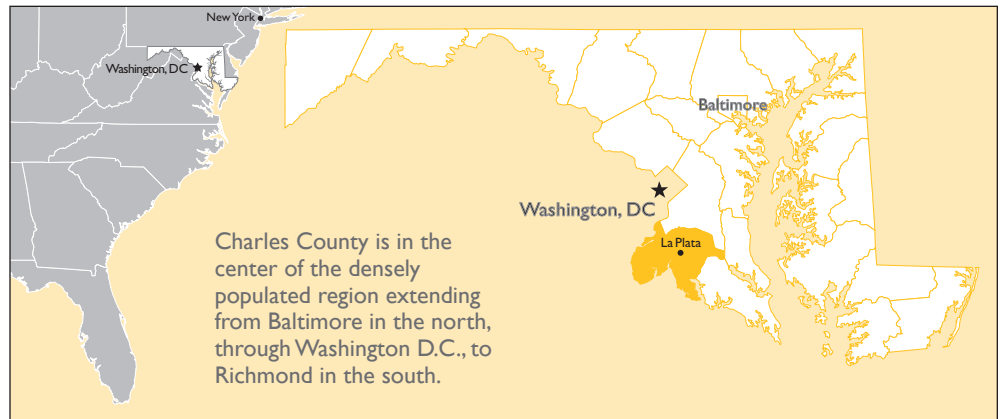 New York
Washington, DC
Baltimore
Washington, DC
La Plata
Charles County is in the
center of the densely
populated region extending
from Baltimore in the north,
through Washington D.C., to
Richmond in the south.